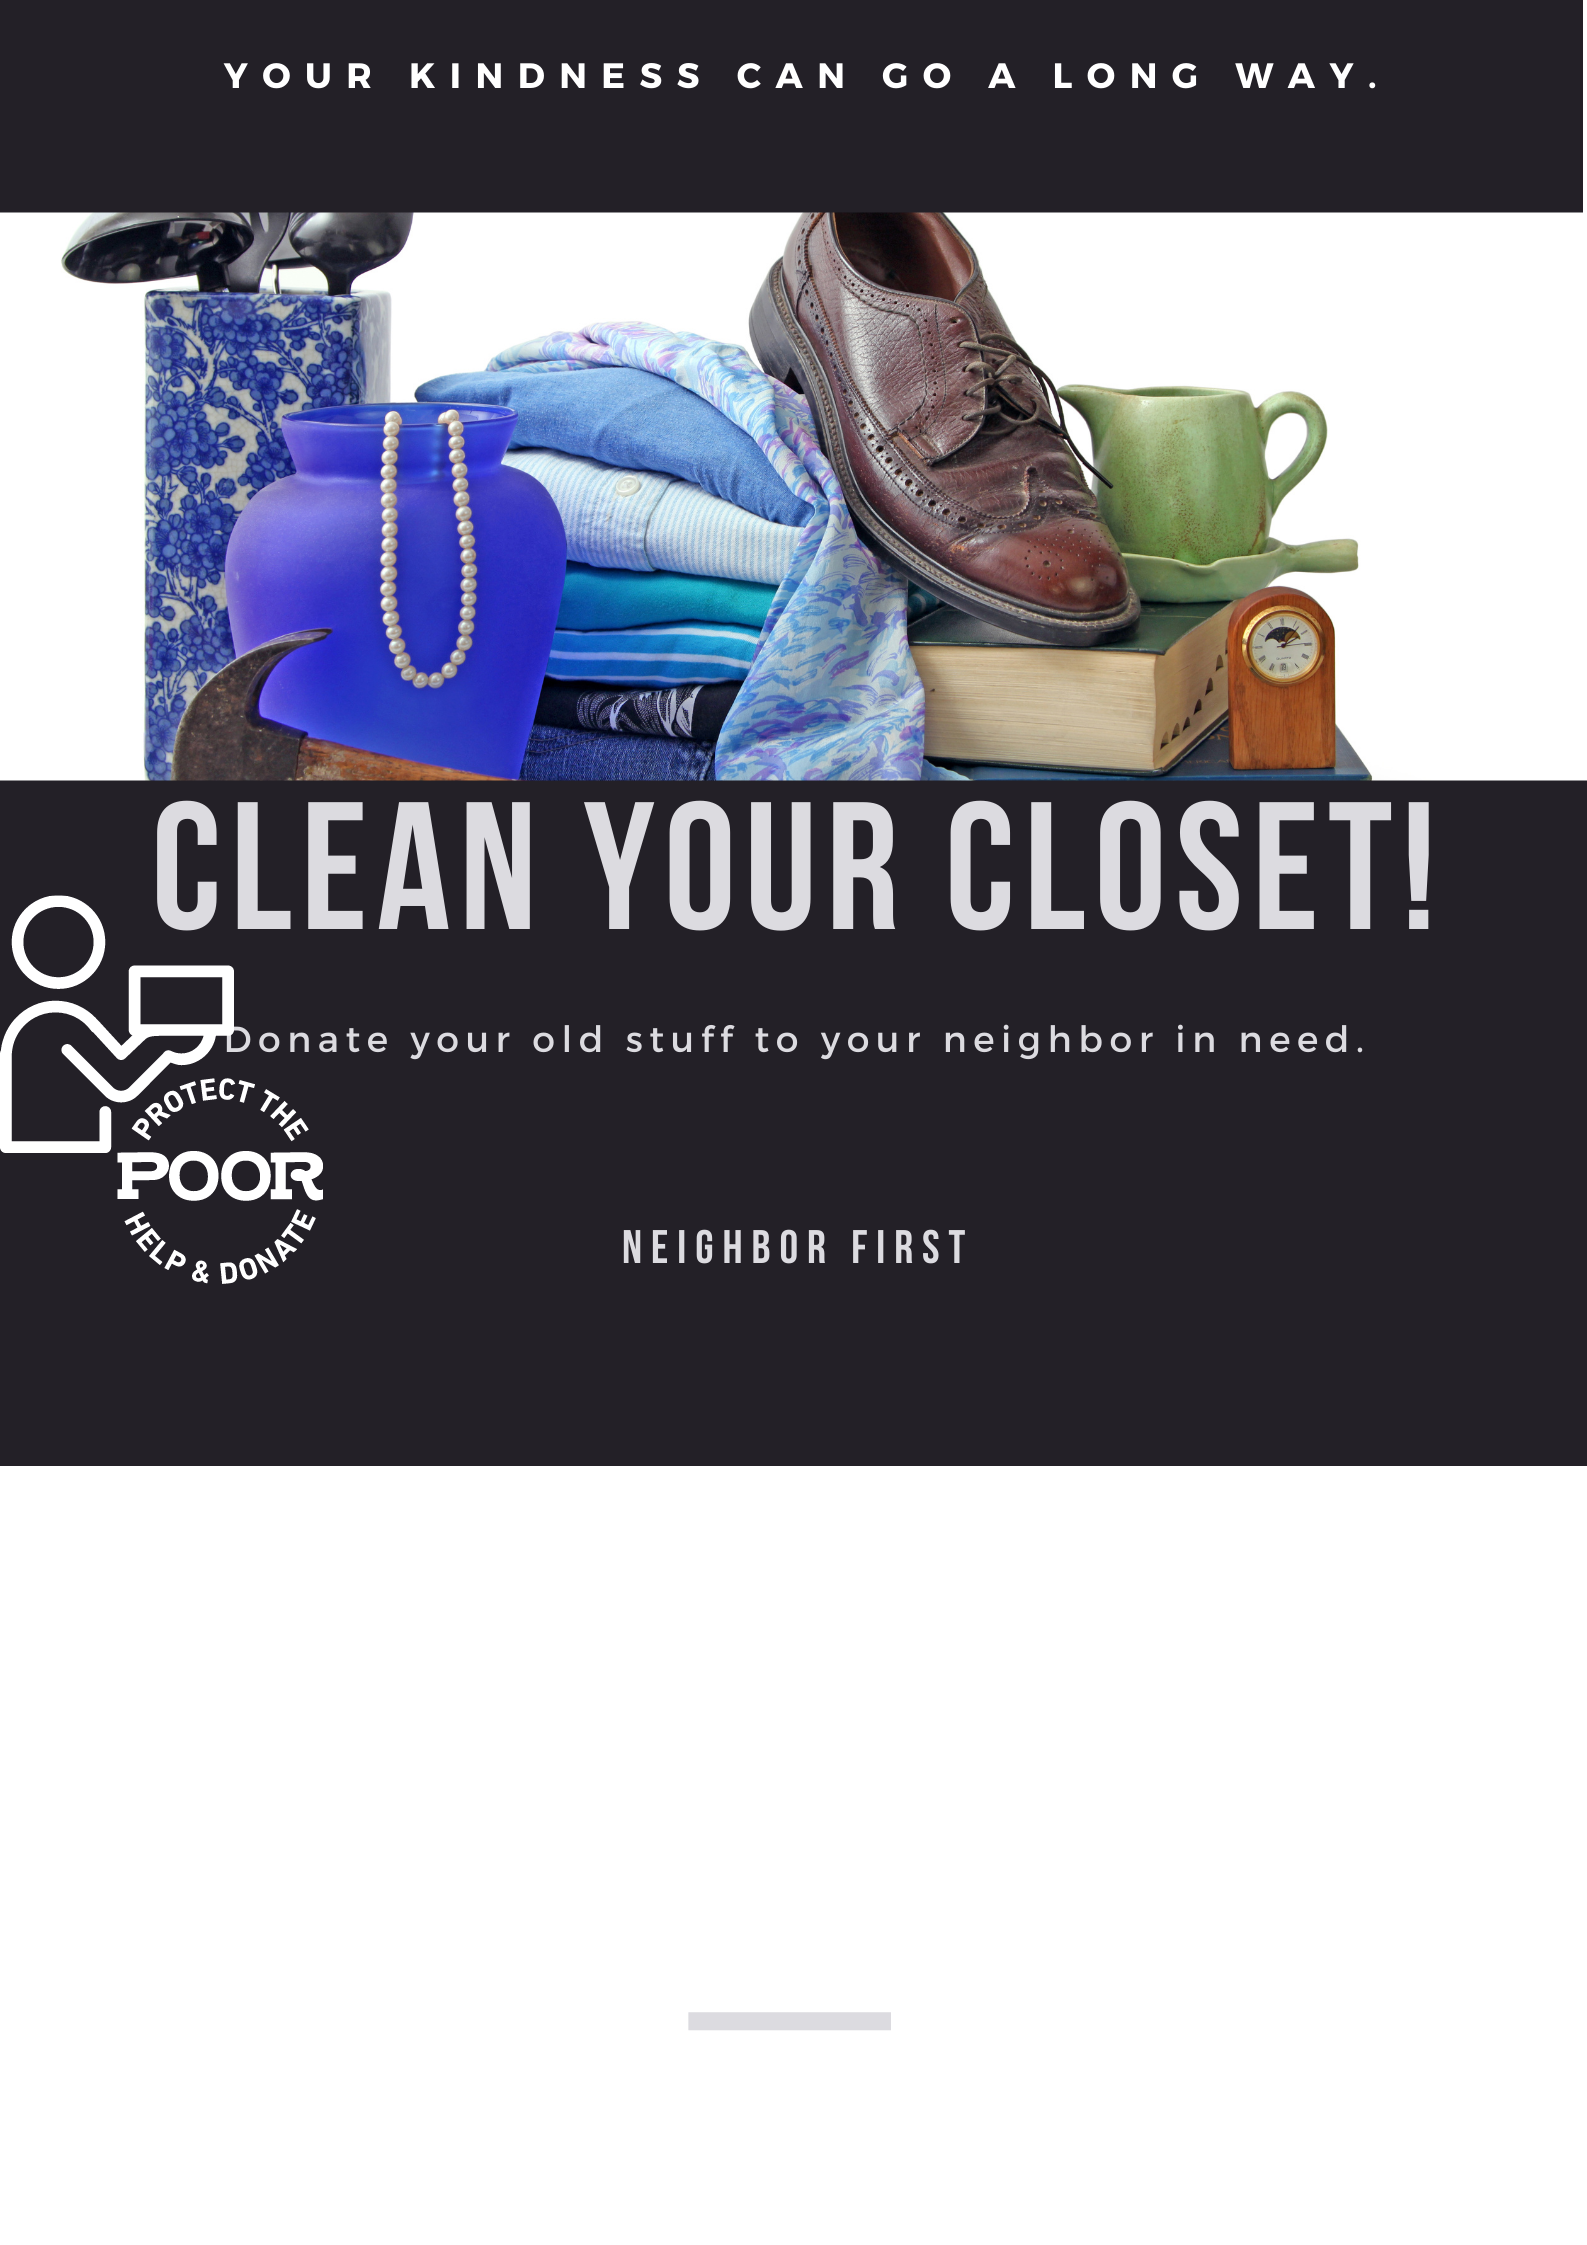 YOUR KINDNESS CAN GO A LONG WAY.
CLEAN YOUR CLOSET!
Donate your old stuff to your neighbor in need.
PROTECT THE
POOR
HELP & DONATE
NEIGHBOR FIRST